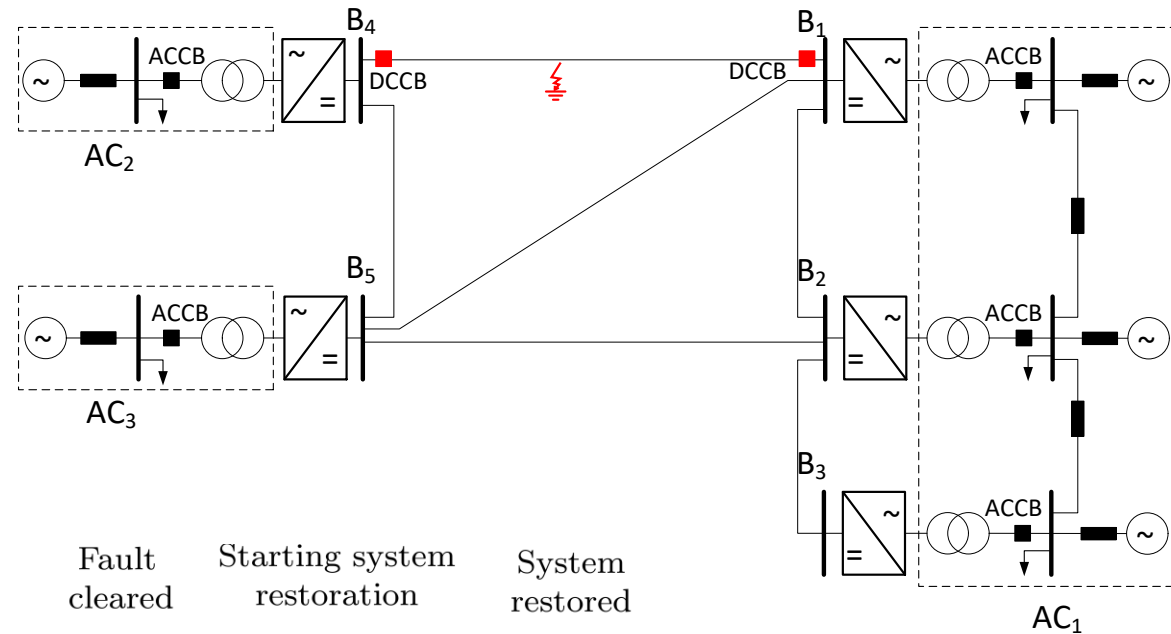 B₄
B₁
ACCB
DCCB
DCCB
ACCB
~
~
=
=
~
~
AC₂
B₅
B₂
ACCB
ACCB
~
~
=
=
~
~
AC₃
B₃
ACCB
~
=
~
Fault
cleared
Starting system
restoration
System
restored
AC₁